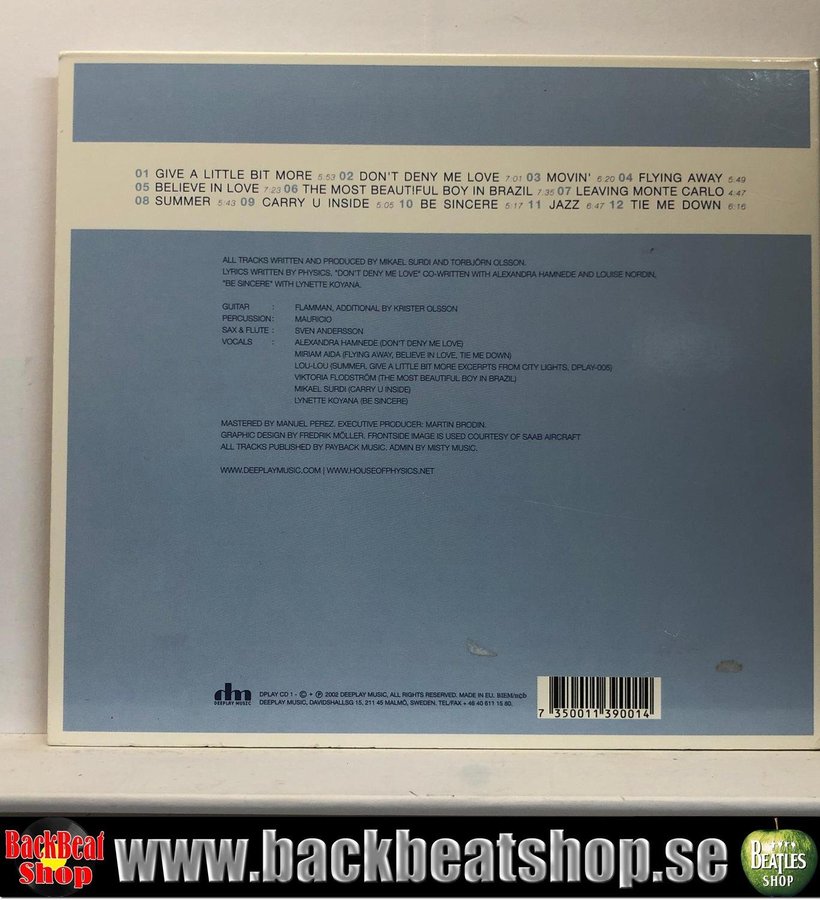 01 GIVE A LITTLE BIT MORE 5:53 02 DON'T DENY ME LOVE 7:01 03 MOVIN' 6:20 04 FLYING AWAY 5:49
05 BELIEVE IN LOVE 7:23 06 THE MOST BEAUTIFUL BOY IN BRAZIL 7:35 07 LEAVING MONTE CARLO 4:47
08 SUMMER 5:43 09 CARRY U INSIDE 5:05 10 BE SINCERE 5:17 11 JAZZ 6:47 12 TIE ME DOWN 6:16
ALL TRACKS WRITTEN AND PRODUCED BY MIKAEL SURDI AND TORBJÖRN OLSSON.
LYRICS WRITTEN BY PHYSICS. "DON'T DENY ME LOVE" CO-WRITTEN WITH ALEXANDRA HAMNEDE AND LOUISE NORDIN,
"BE SINCERE" WITH LYNETTE KOYANA.
GUITAR : FLAMMAN, ADDITIONAL BY KRISTER OLSSON
PERCUSSION : MAURICIO
SAX & FLUTE : SVEN ANDERSSON
VOCALS : ALEXANDRA HAMNEDE (DON'T DENY ME LOVE)
MIRIAM AIDA (FLYING AWAY, BELIEVE IN LOVE, TIE ME DOWN)
LOU-LOU (SUMMER, GIVE A LITTLE BIT MORE EXCERPTS FROM CITY LIGHTS, DPLAY-005)
VIKTORIA FLODSTRÖM (THE MOST BEAUTIFUL BOY IN BRAZIL)
MIKAEL SURDI (CARRY U INSIDE)
LYNETTE KOYANA (BE SINCERE)
MASTERED BY MANUEL PEREZ. EXECUTIVE PRODUCER: MARTIN BRODIN.
GRAPHIC DESIGN BY FREDRIK MÖLLER. FRONTSIDE IMAGE IS USED COURTESY OF SAAB AIRCRAFT
ALL TRACKS PUBLISHED BY PAYBACK MUSIC. ADMIN BY MISTY MUSIC.
WWW.DEEPLAYMUSIC.COM | WWW.HOUSEOFPHYSICS.NET
dm
DEEPLAY MUSIC
DPLAY CD 1 - © + ℗ 2002 DEEPLAY MUSIC, ALL RIGHTS RESERVED. MADE IN EU. BIEM/ncb
DEEPLAY MUSIC, DAVIDSHALLSG 15, 211 45 MALMÖ, SWEDEN. TEL/FAX + 46 40 611 15 80.
7 350011 390014
BackBeat
Shop
www.backbeatshop.se
BEATLES
SHOP